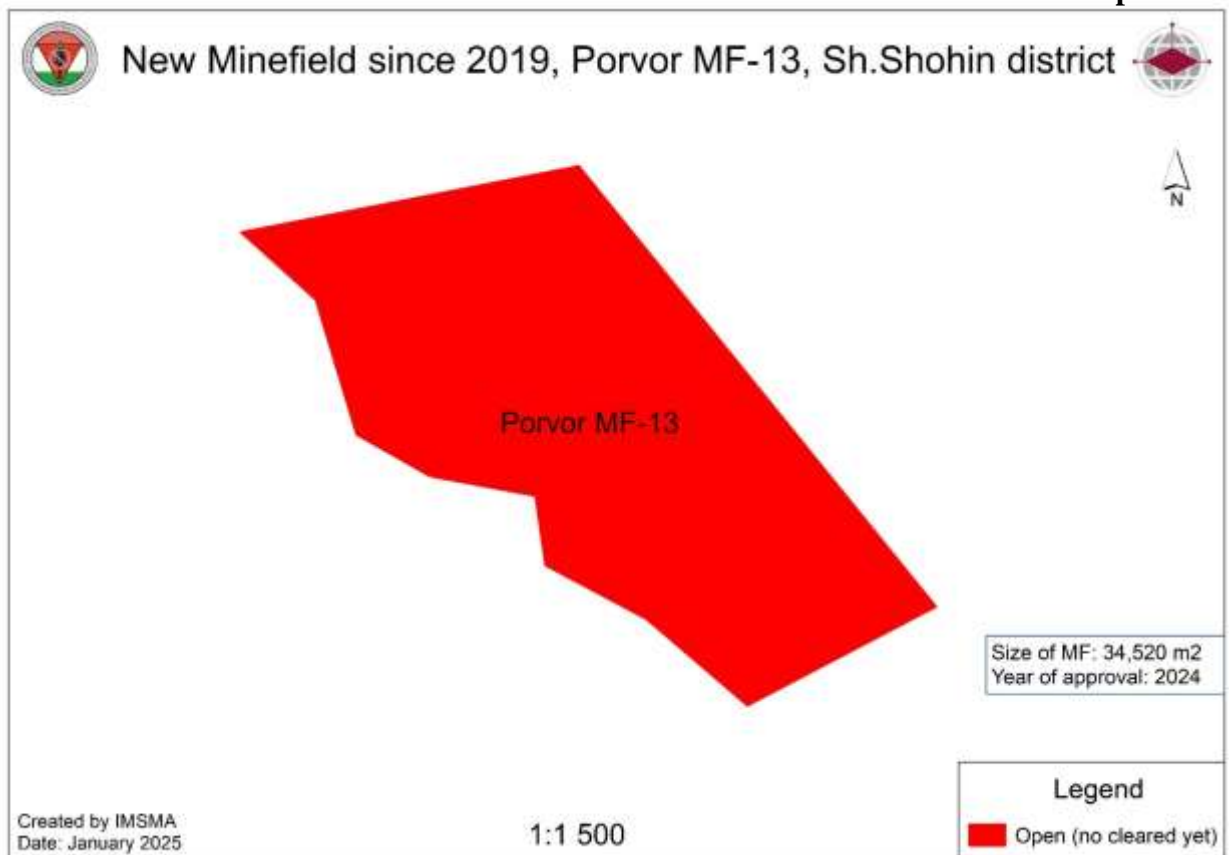 New Minefield since 2019, Porvor MF-13, Sh.Shohin district
N
Porvor MF-13
Size of MF: 34,520 m2
Year of approval: 2024
Legend
Open (no cleared yet)
Created by IMSMA
Date: January 2025
1:1 500